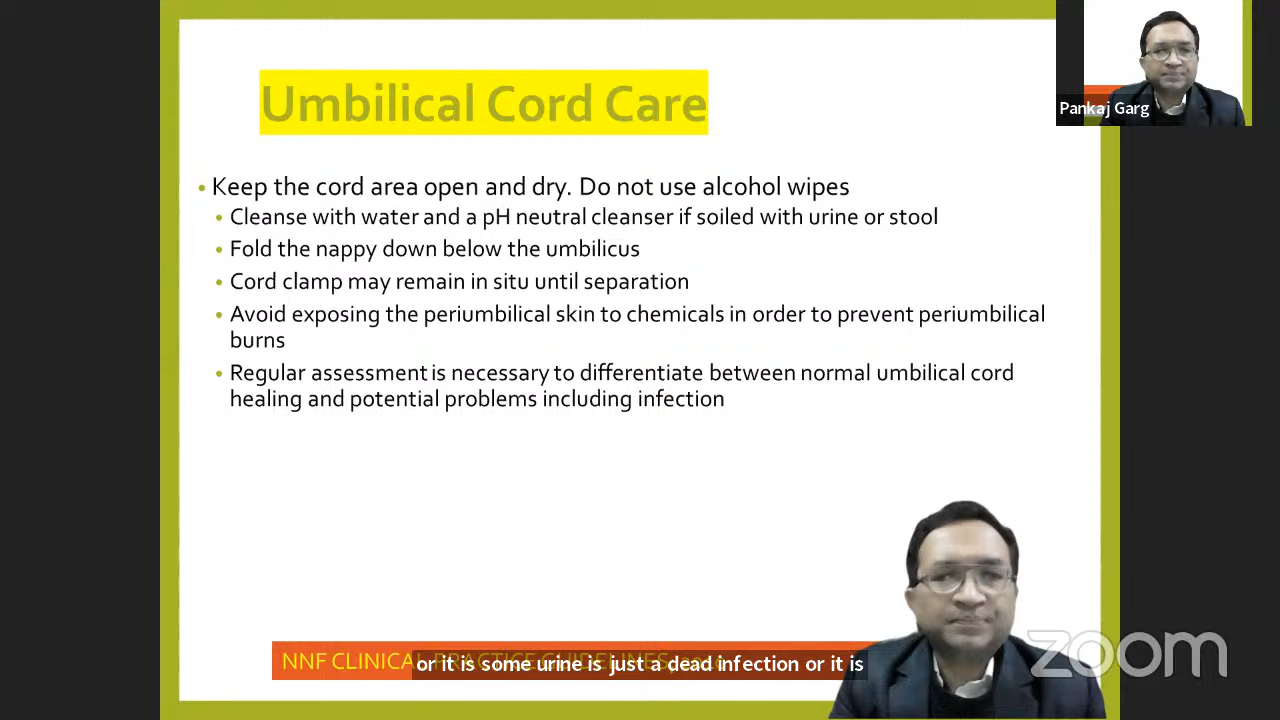 Umbilical Cord Care
Pankaj Garg
• Keep the cord area open and dry. Do not use alcohol wipes
• Cleanse with water and a pH neutral cleanser if soiled with urine or stool
• Fold the nappy down below the umbilicus
• Cord clamp may remain in situ until separation
• Avoid exposing the periumbilical skin to chemicals in order to prevent periumbilical
burns
• Regular assessment is necessary to differentiate between normal umbilical cord
healing and potential problems including infection
NNF CLINICAL PRACTICE GUIDELINES
or it is some urine is just a dead infection or it is
zoom